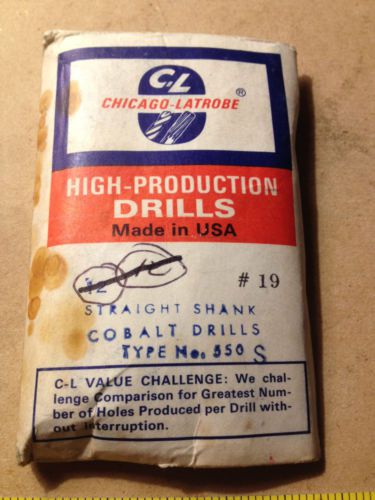 C-L
CHICAGO-LATROBE ®
HIGH-PRODUCTION
DRILLS
Made in USA
12 # 19
STRAIGHT SHANK
COBALT DRILLS
TYPE No. 550 S
C-L VALUE CHALLENGE: We chal-
lenge Comparison for Greatest Num-
ber of Holes Produced per Drill with-
out Interruption.